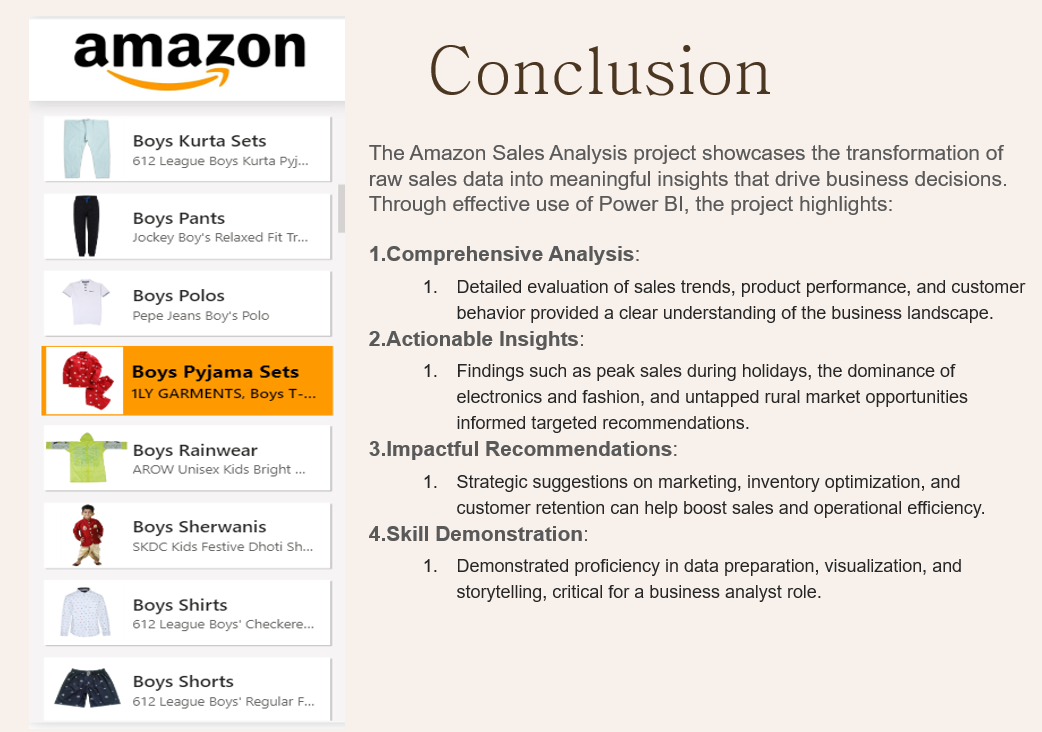 amazon
Boys Kurta Sets
612 League Boys Kurta Pyj...
Boys Pants
Jockey Boy's Relaxed Fit Tr...
Boys Polos
Pepe Jeans Boy's Polo
Boys Pyjama Sets
1LY GARMENTS, Boys T-...
Boys Rainwear
AROW Unisex Kids Bright ...
Boys Sherwanis
SKDC Kids Festive Dhoti Sh...
Boys Shirts
612 League Boys' Checkere...
Boys Shorts
612 League Boys' Regular F...
Conclusion
The Amazon Sales Analysis project showcases the transformation of
raw sales data into meaningful insights that drive business decisions.
Through effective use of Power BI, the project highlights:
1.Comprehensive Analysis:
1. Detailed evaluation of sales trends, product performance, and customer
behavior provided a clear understanding of the business landscape.
2.Actionable Insights:
1. Findings such as peak sales during holidays, the dominance of
electronics and fashion, and untapped rural market opportunities
informed targeted recommendations.
3.Impactful Recommendations:
1. Strategic suggestions on marketing, inventory optimization, and
customer retention can help boost sales and operational efficiency.
4.Skill Demonstration:
1. Demonstrated proficiency in data preparation, visualization, and
storytelling, critical for a business analyst role.